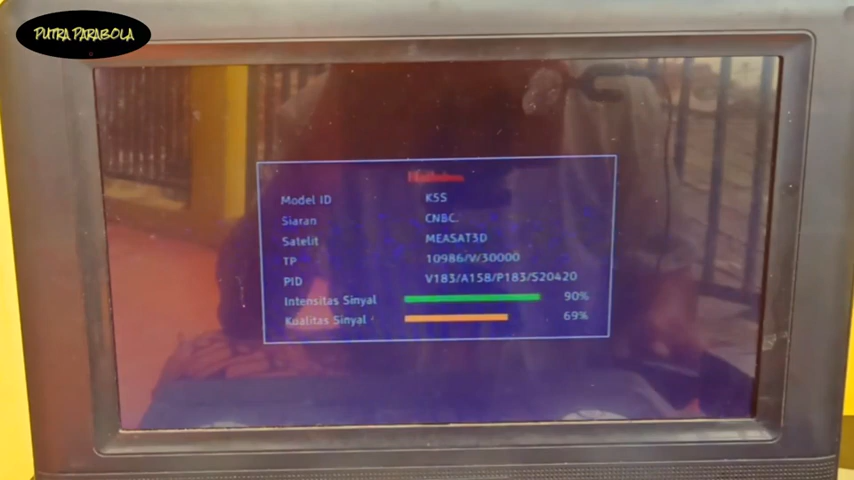 PUTRA PARABOLA
Model ID K5S
Siaran CNBC.
Satelit MEASAT3D
TP 10986/V/30000
PID V183/A158/P183/S20420
Intensitas Sinyal 90%
Kualitas Sinyal 69%